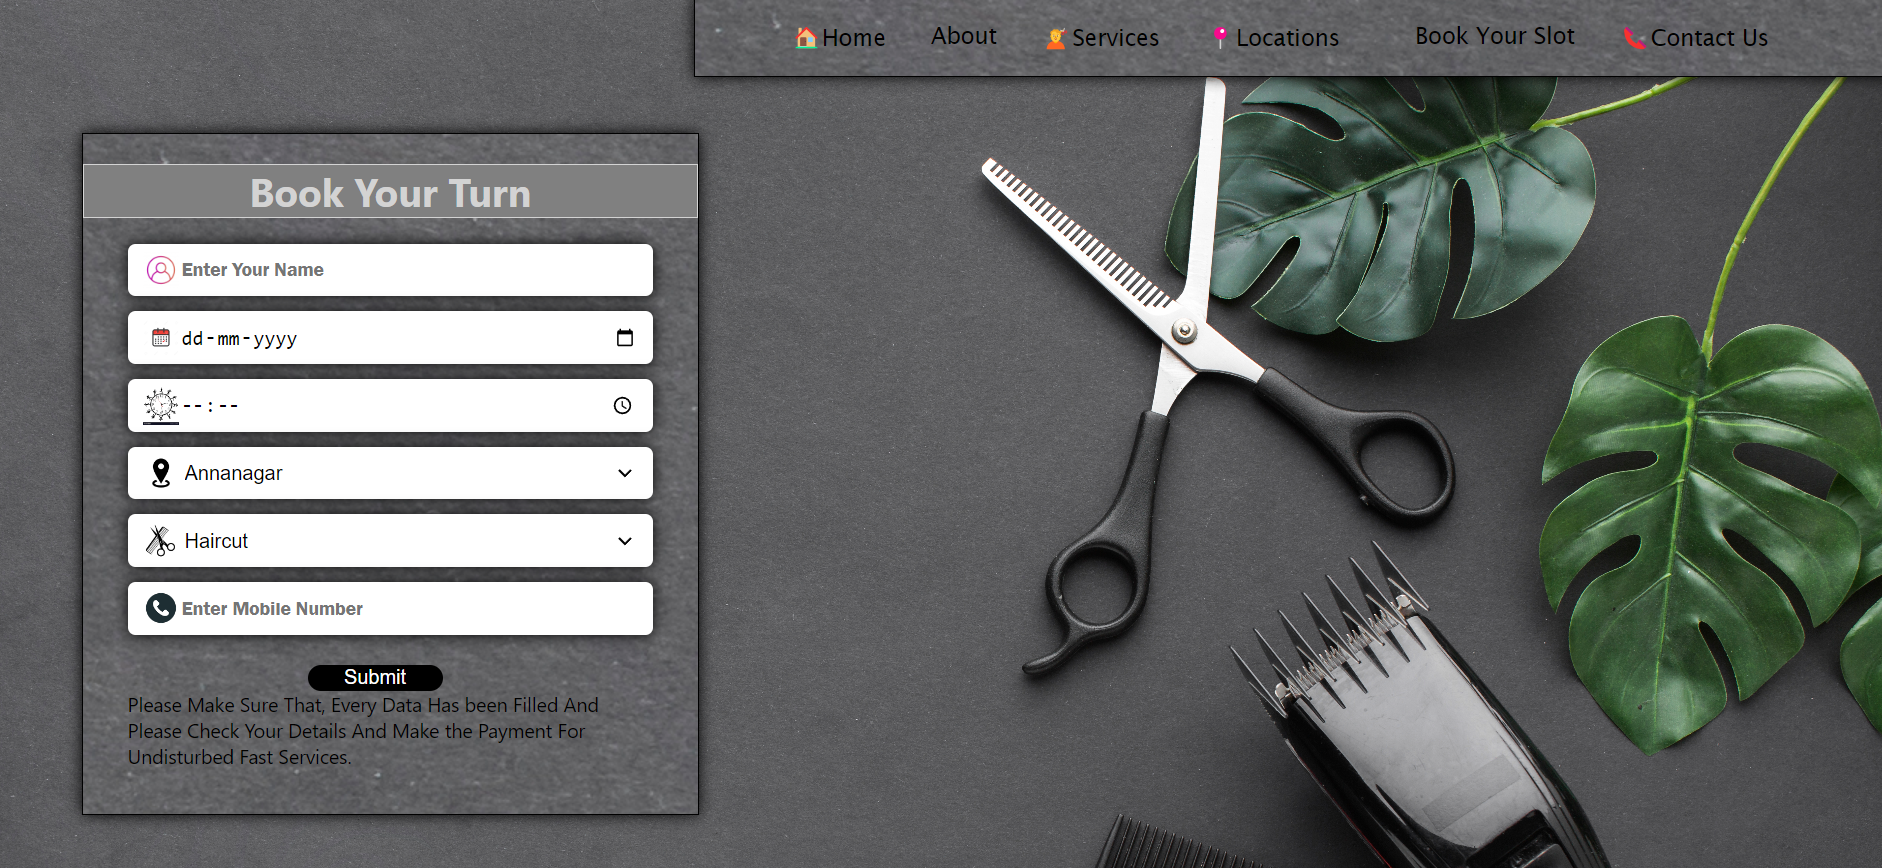 Home About Services Locations Book Your Slot Contact Us
Book Your Turn
Enter Your Name
dd-mm-yyyy
--:--
Annanagar
Haircut
Enter Mobile Number
Submit
Please Make Sure That, Every Data Has been Filled And
Please Check Your Details And Make the Payment For
Undisturbed Fast Services.